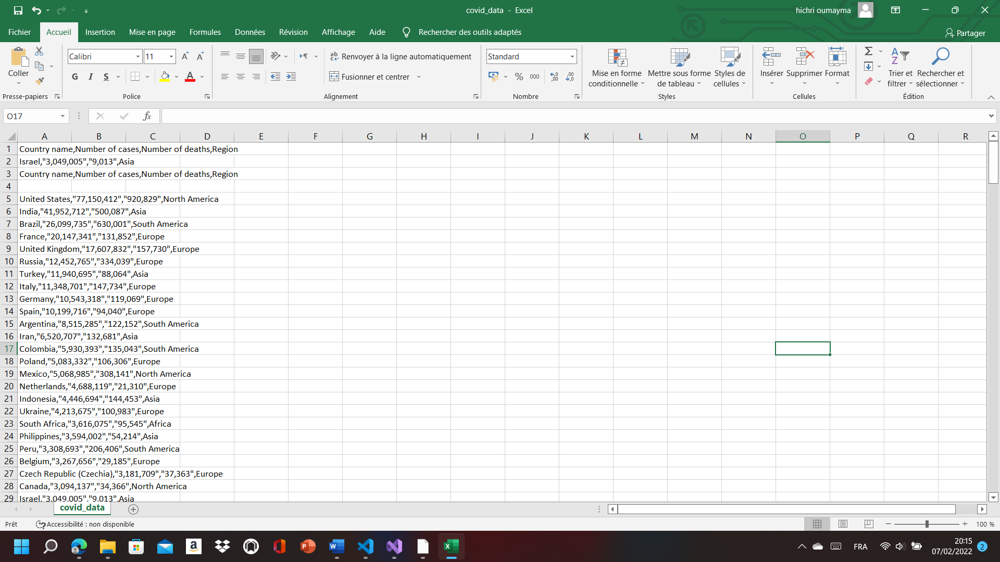 covid_data - Excel
hichri oumayma
Fichier Accueil Insertion Mise en page Formules Données Révision Affichage Aide Rechercher des outils adaptés Partager
Coller
Calibri 11
Renvoyer à la ligne automatiquement
Standard
G I S
Fusionner et centrer
% 000
Mise en forme conditionnelle
Mettre sous forme de tableau
Styles de cellules
Insérer Supprimer Format
Trier et filtrer
Rechercher et sélectionner
Presse-papiers Police Alignement Nombre Styles Cellules Édition
O17
fx
A B C D E F G H I J K L M N O P Q R
1 Country name,Number of cases,Number of deaths,Region
2 Israel,"3,049,005","9,013",Asia
3 Country name,Number of cases,Number of deaths,Region
4
5 United States,"77,150,412","920,829",North America
6 India,"41,952,712","500,087",Asia
7 Brazil,"26,099,735","630,001",South America
8 France,"20,147,341","131,852",Europe
9 United Kingdom,"17,607,832","157,730",Europe
10 Russia,"12,452,765","334,039",Europe
11 Turkey,"11,940,695","88,064",Asia
12 Italy,"11,348,701","147,734",Europe
13 Germany,"10,543,318","119,069",Europe
14 Spain,"10,199,716","94,040",Europe
15 Argentina,"8,515,285","122,152",South America
16 Iran,"6,520,707","132,681",Asia
17 Colombia,"5,930,393","135,043",South America
18 Poland,"5,083,332","106,306",Europe
19 Mexico,"5,068,985","308,141",North America
20 Netherlands,"4,688,119","21,310",Europe
21 Indonesia,"4,446,694","144,453",Asia
22 Ukraine,"4,213,675","100,983",Europe
23 South Africa,"3,616,075","95,545",Africa
24 Philippines,"3,594,002","54,214",Asia
25 Peru,"3,308,693","206,406",South America
26 Belgium,"3,267,656","29,185",Europe
27 Czech Republic (Czechia),"3,181,709","37,363",Europe
28 Canada,"3,094,137","34,366",North America
29 Israel,"3,049,005","9,013",Asia
covid_data
Prêt Accessibilité : non disponible
100 %
FRA
20:15
07/02/2022
2